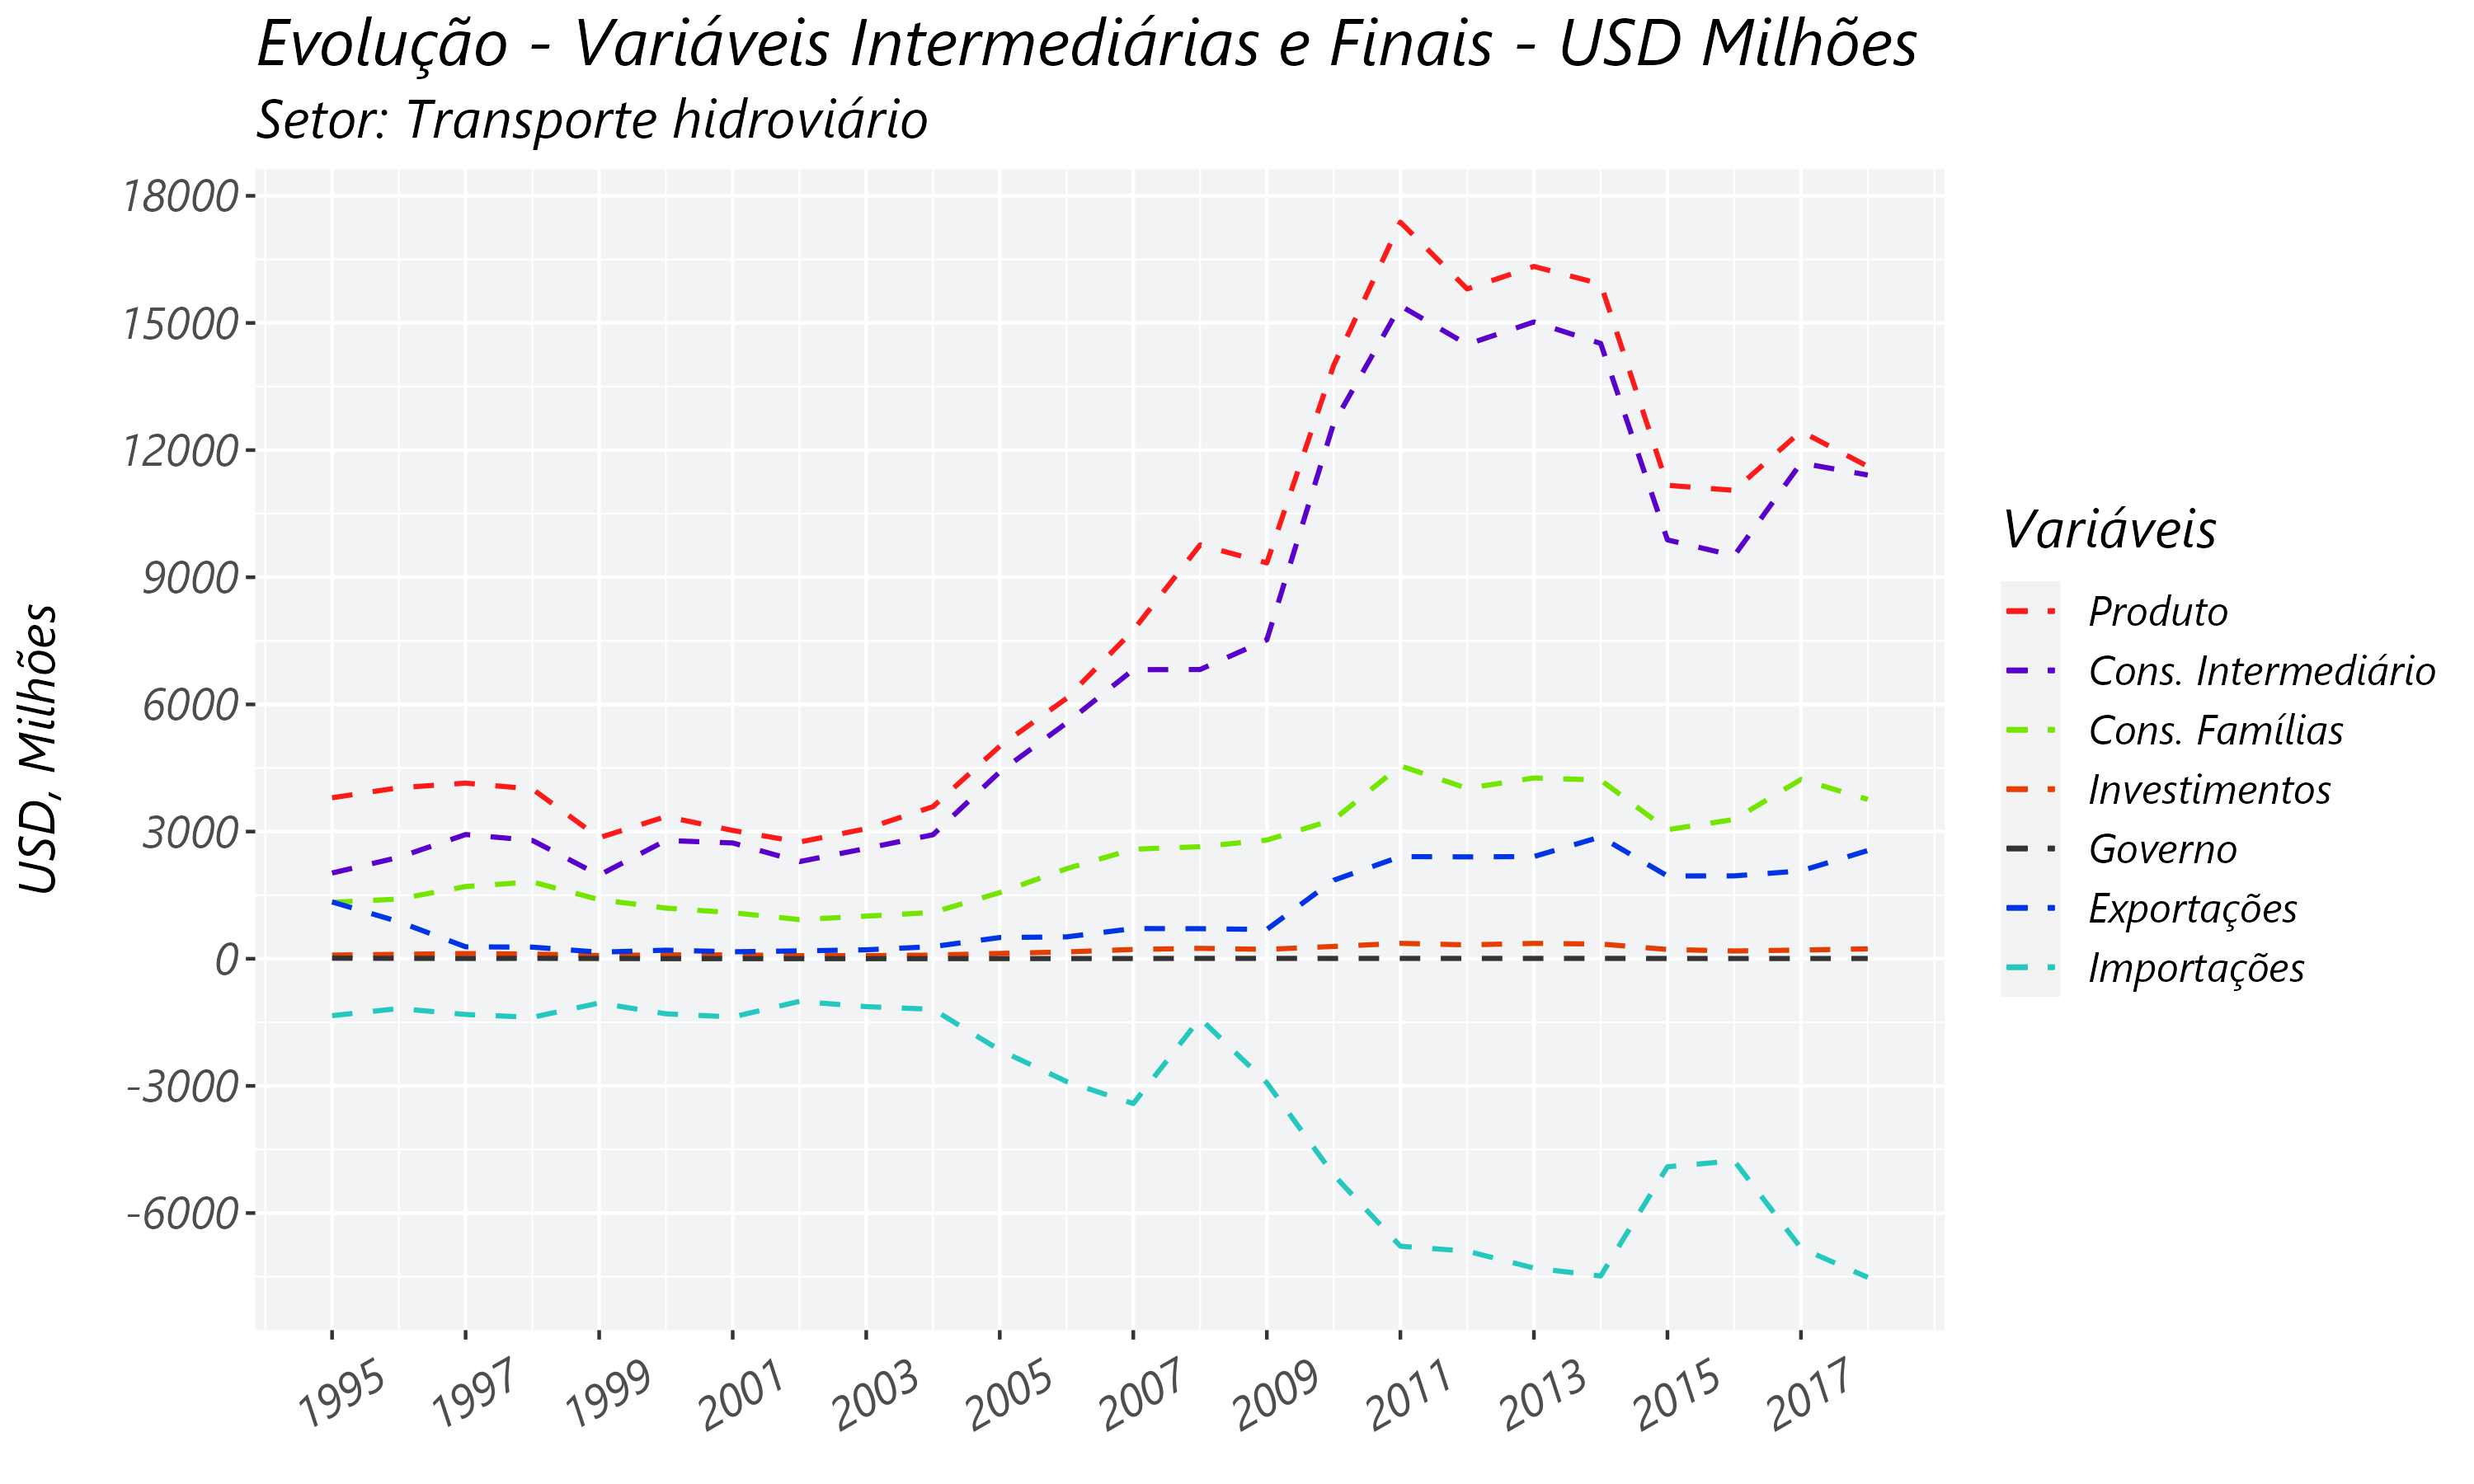 Evolução - Variáveis Intermediárias e Finais - USD Milhões
Setor: Transporte hidroviário
USD, Milhões
18000
15000
12000
9000
6000
3000
0
-3000
-6000
1995
1997
1999
2001
2003
2005
2007
2009
2011
2013
2015
2017
Variáveis
Produto
Cons. Intermediário
Cons. Famílias
Investimentos
Governo
Exportações
Importações